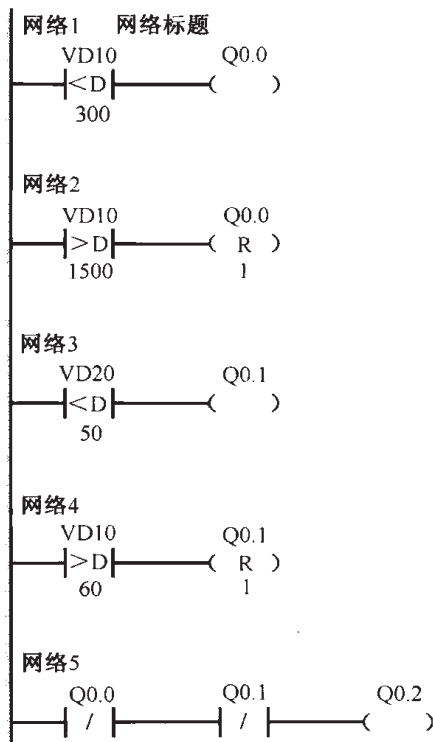 网络1 网络标题
VD10 Q0.0
<D ( )
300
网络2
VD10 Q0.0
>D ( R )
1500 1
网络3
VD20 Q0.1
<D ( )
50
网络4
VD10 Q0.1
>D ( R )
60 1
网络5
Q0.0 Q0.1 Q0.2
/ / ( )